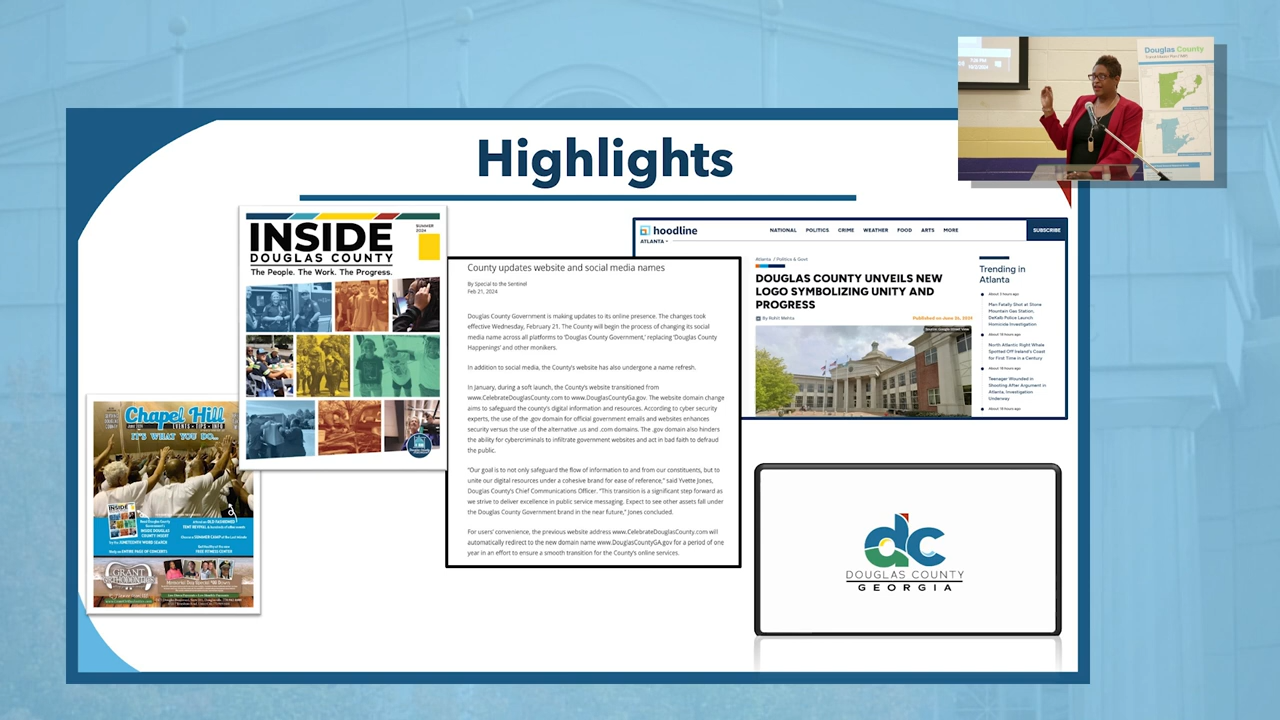 Highlights
Douglas County
INSIDE
DOUGLAS COUNTY
The People. The Work. The Progress.
SUMMER
2024
Chapel Hill
EVENTS • TIPS • INFO
IT'S WHAT YOU DO...
County updates website and social media names
By Special to the Sentinel
Feb 21, 2024
Douglas County Government is making updates to its online presence. The changes took
effective Wednesday, February 21. The County will begin the process of changing its social
media name across all platforms to 'Douglas County Government,' replacing 'Douglas County
Happenings' and other monikers.
In addition to social media, the County's website has also undergone a name refresh.
In January, during a soft launch, the County's website transitioned from
www.CelebrateDouglasCounty.com to www.DouglasCountyGa.gov. The website domain change
aims to safeguard the county's digital information and resources. According to cyber security
experts, the use of the .gov domain for official government emails and websites enhances
security versus the use of the alternative .us and .com domains. The .gov domain also hinders
the ability for cybercriminals to infiltrate government websites and act in bad faith to defraud
the public.
"Our goal is to not only safeguard the flow of information to and from our constituents, but to
unite our digital resources under a cohesive brand for ease of reference," said Yvette Jones,
Douglas County's Chief Communications Officer. "This transition is a significant step forward as
we strive to deliver excellence in public service messaging. Expect to see other assets fall under
the Douglas County Government brand in the near future," Jones concluded.
For users' convenience, the previous website address www.CelebrateDouglasCounty.com will
automatically redirect to the new domain name www.DouglasCountyGA.gov for a period of one
year in an effort to ensure a smooth transition for the County's online services.
hoodline
ATLANTA
NATIONAL POLITICS CRIME WEATHER FOOD ARTS MORE
SUBSCRIBE
Atlanta / Politics & Govt
DOUGLAS COUNTY UNVEILS NEW
LOGO SYMBOLIZING UNITY AND
PROGRESS
By Rohit Mehta
Published on June 26, 2024
Source: Google Street View
Trending in
Atlanta
Man Fatally Shot at Stone
Mountain Gas Station,
DeKalb Police Launch
Homicide Investigation
North Atlantic Right Whale
Spotted Off Ireland's Coast
for First Time in a Century
Teenager Wounded in
Shooting After Argument in
Atlanta, Investigation
Underway
dc
DOUGLAS COUNTY
GEORGIA
GRANT
ORTHODONTICS